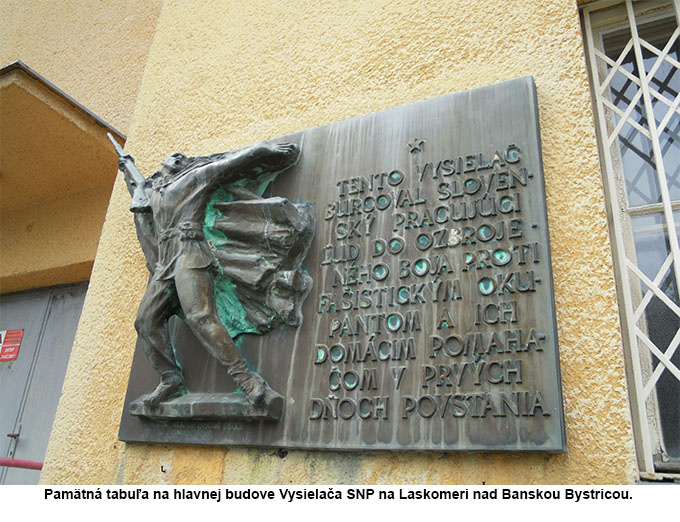 TENTO VYSIELAČ
BURCOVAL SLOVEN-
SKÝ PRACUJÚCI
ĽUD DO OZBROJE-
NÉHO BOJA PROTI
FAŠISTICKÝM OKU-
PANTOM A ICH
DOMÁCIM POMAHA-
ČOM V PRVÝCH
DŇOCH POVSTANIA.
Pamätná tabuľa na hlavnej budove Vysielača SNP na Laskomeri nad Banskou Bystricou.